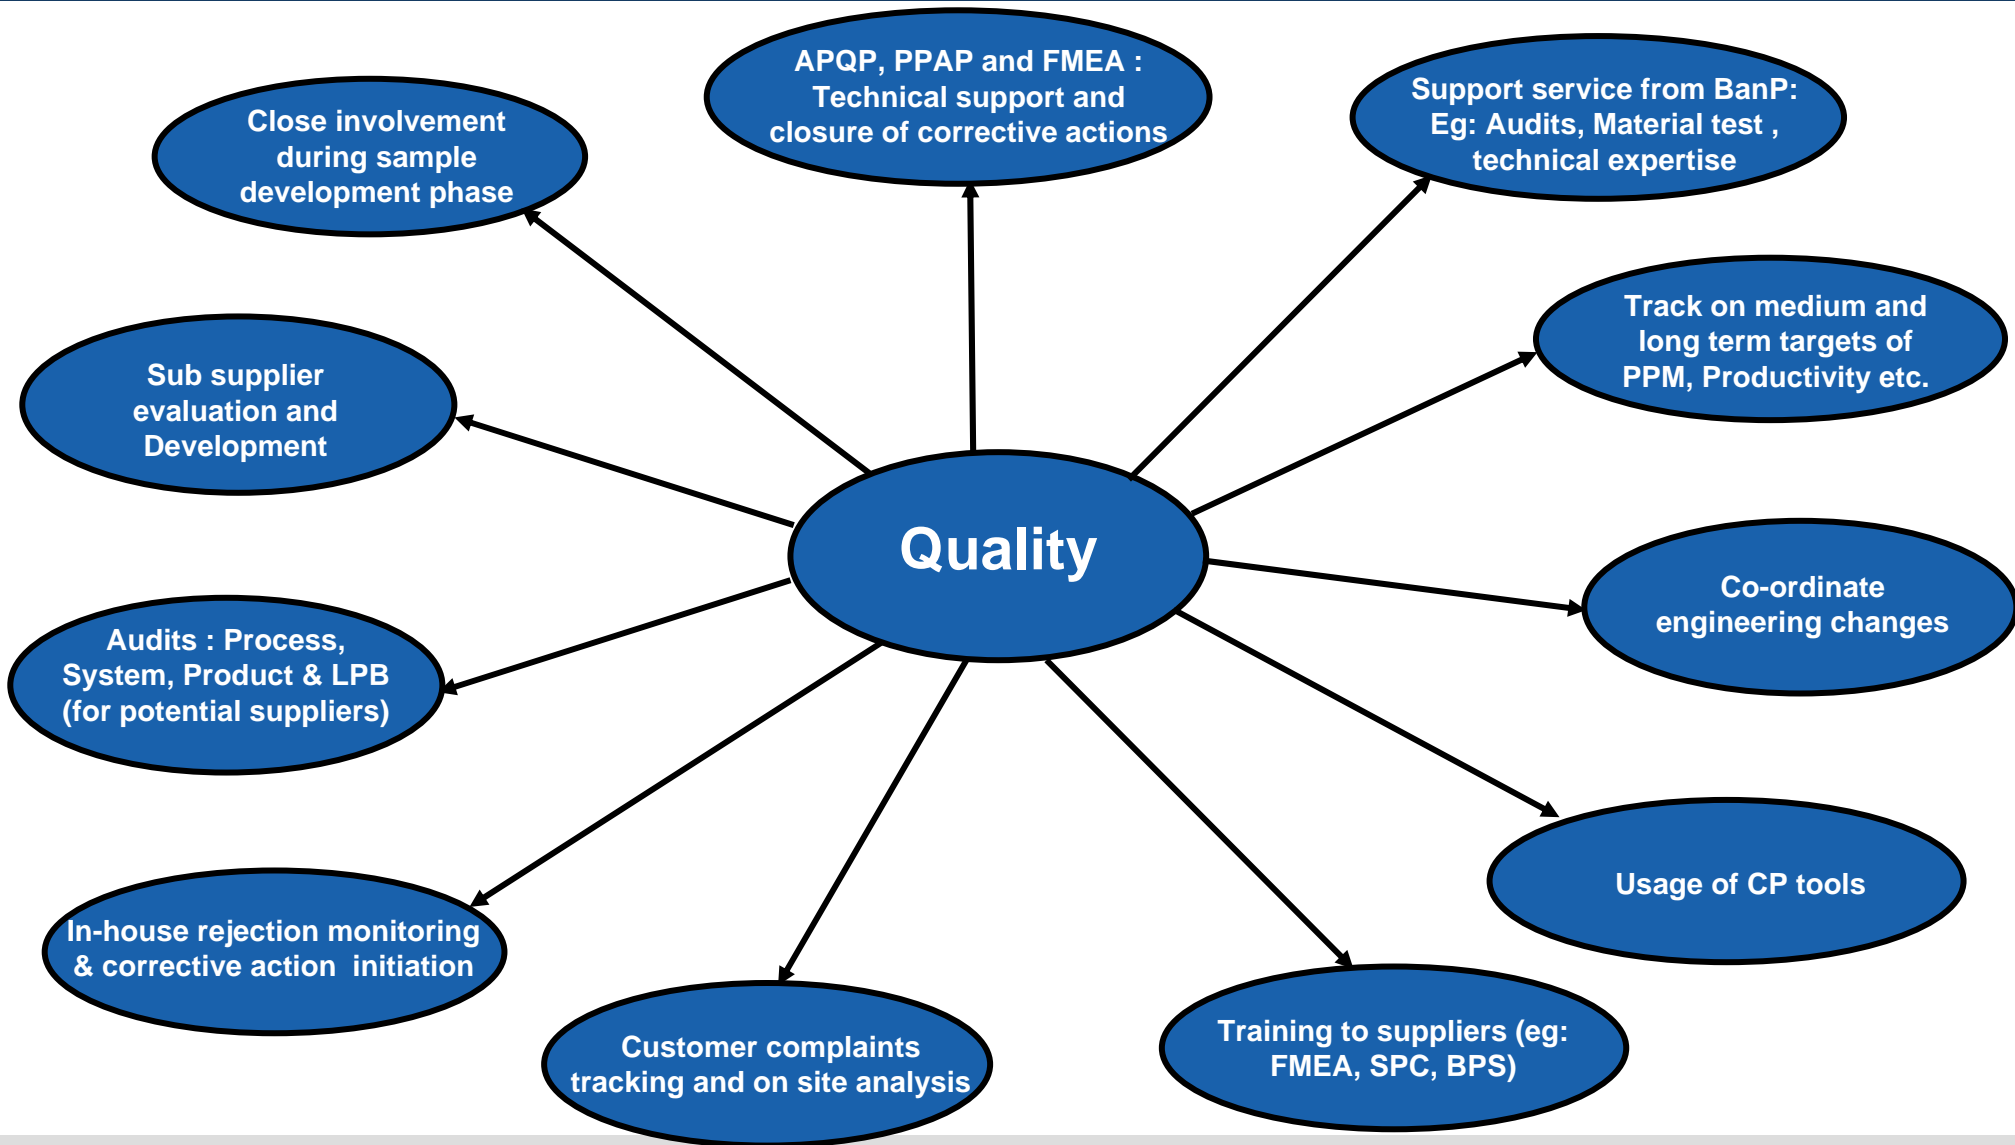 APQP, PPAP and FMEA :
Technical support and
closure of corrective actions
Support service from BanP:
Eg: Audits, Material test ,
technical expertise
Close involvement
during sample
development phase
Track on medium and
long term targets of
PPM, Productivity etc.
Sub supplier
evaluation and
Development
Quality
Co-ordinate
engineering changes
Audits : Process,
System, Product & LPB
(for potential suppliers)
Usage of CP tools
In-house rejection monitoring
& corrective action  initiation
Training to suppliers (eg:
FMEA, SPC, BPS)
Customer complaints
tracking and on site analysis